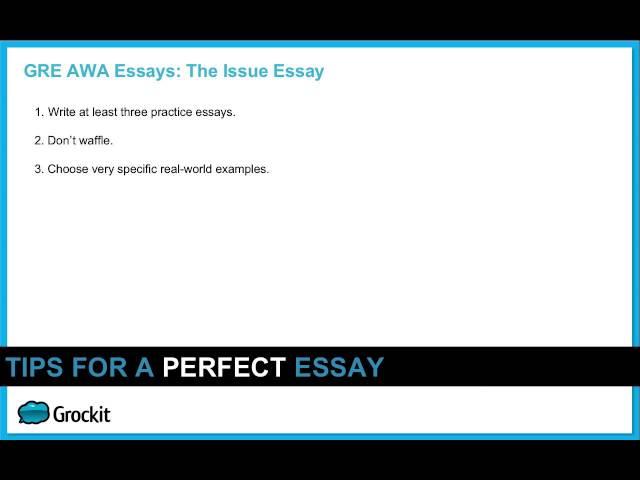 GRE AWA Essays: The Issue Essay
1. Write at least three practice essays.
2. Don't waffle.
3. Choose very specific real-world examples.
TIPS FOR A PERFECT ESSAY
Grockit